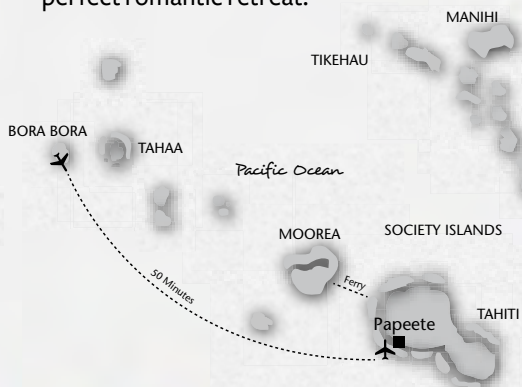 perfect romantic retreat.
MANIHI
TIKEHAU
BORA BORA
TAHAA
Pacific Ocean
MOOREA
SOCIETY ISLANDS
50 Minutes
Ferry
TAHITI
Papeete